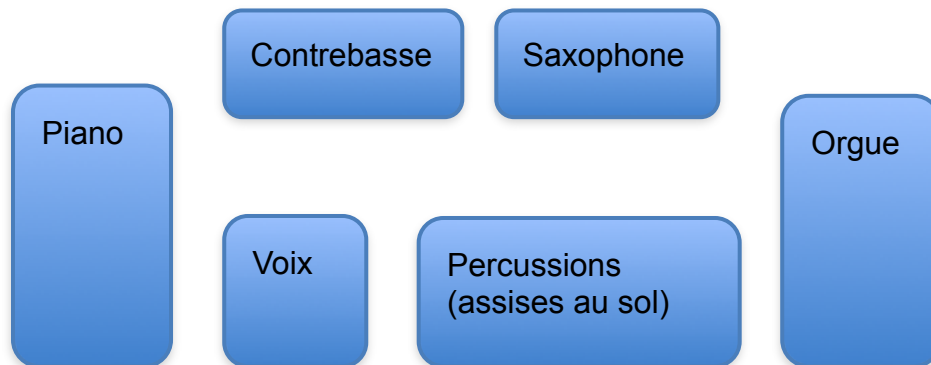 Contrebasse
Saxophone
Piano
Orgue
Voix
Percussions
(assises au sol)